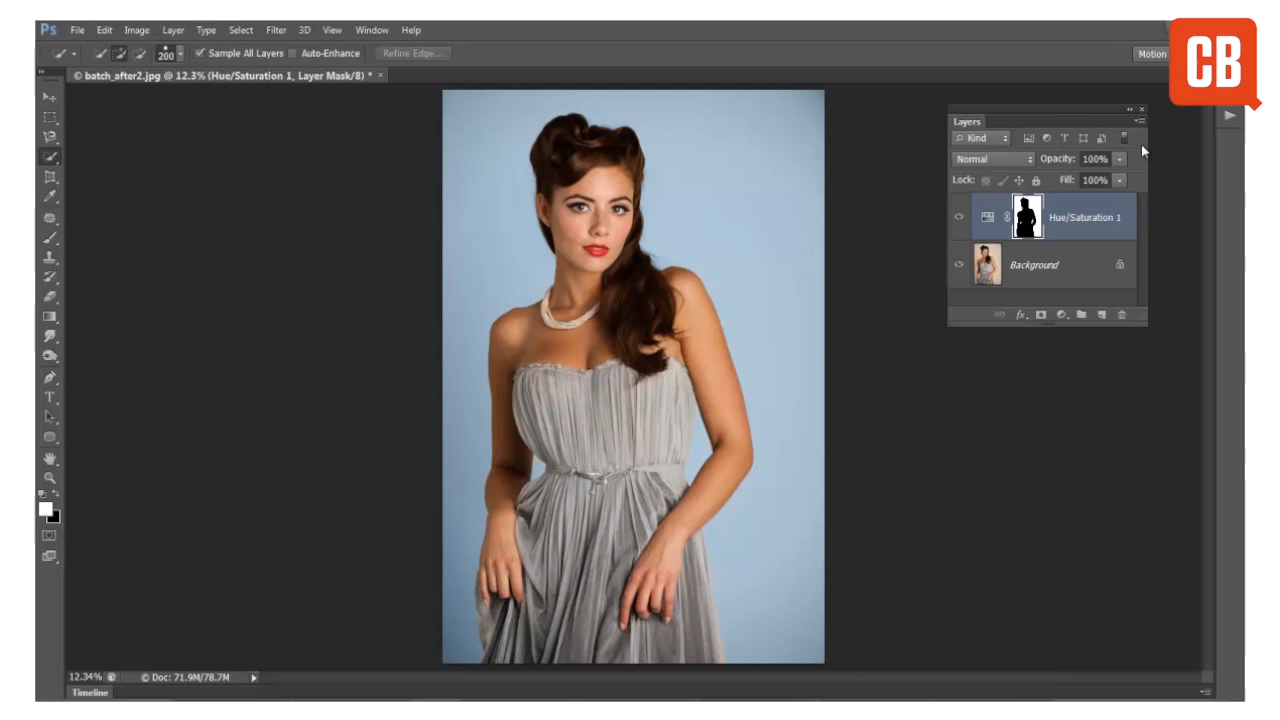 Ps File Edit Image Layer Type Select Filter 3D View Window Help
200 Sample All Layers Auto-Enhance Refine Edge... Motion
CB
© batch_after2.jpg @ 12.3% (Hue/Saturation 1, Layer Mask/8) * ×
Layers
Kind
Normal Opacity: 100%
Lock: Fill: 100%
Hue/Saturation 1
Background
fx
T
12.34% © Doc: 71.9M/78.7M
Timeline